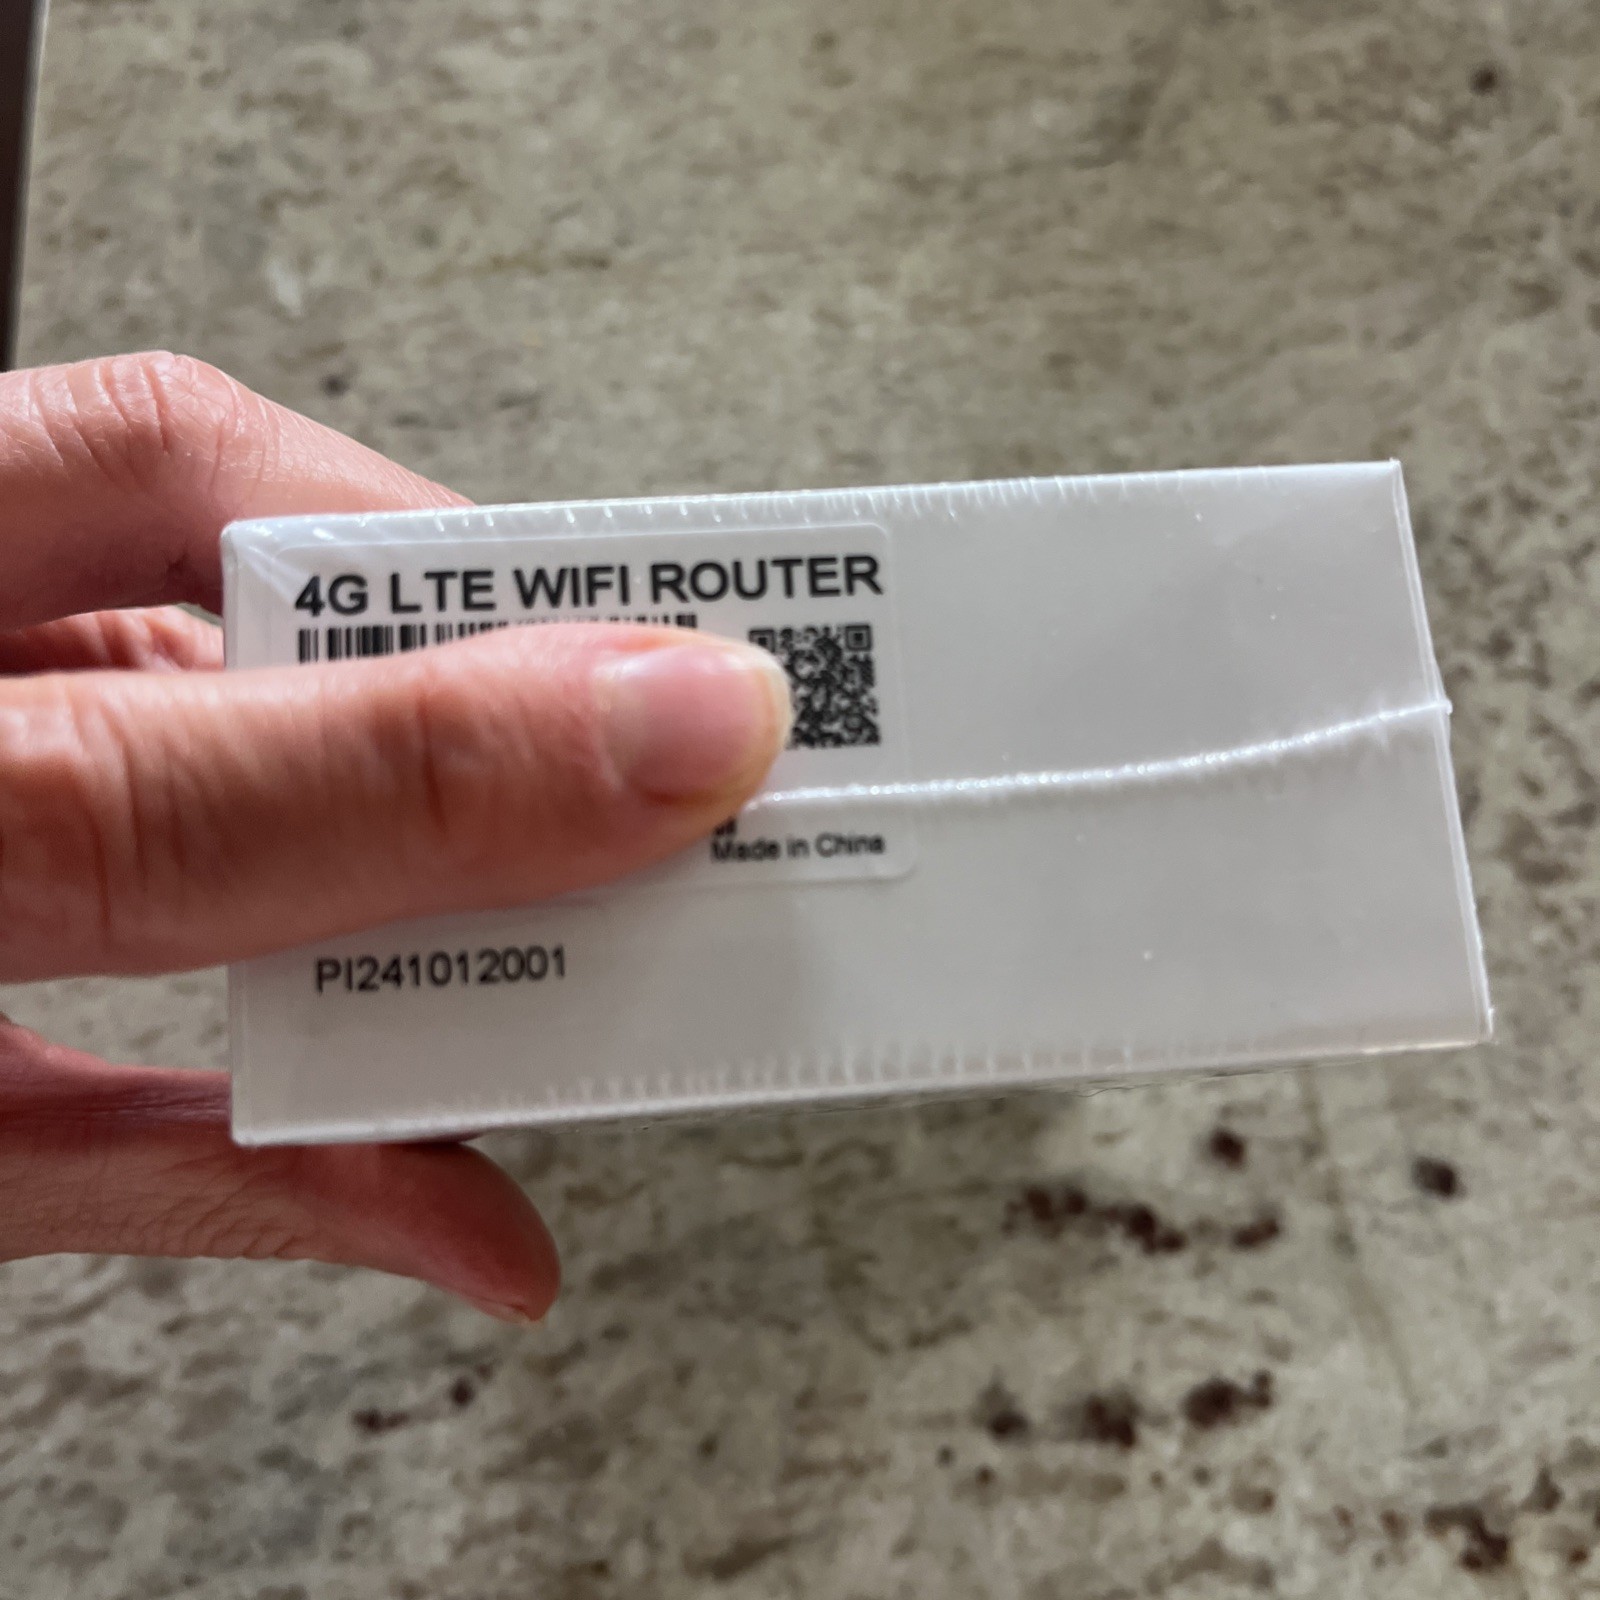 4G LTE WIFI ROUTER
Made in China
PI241012001